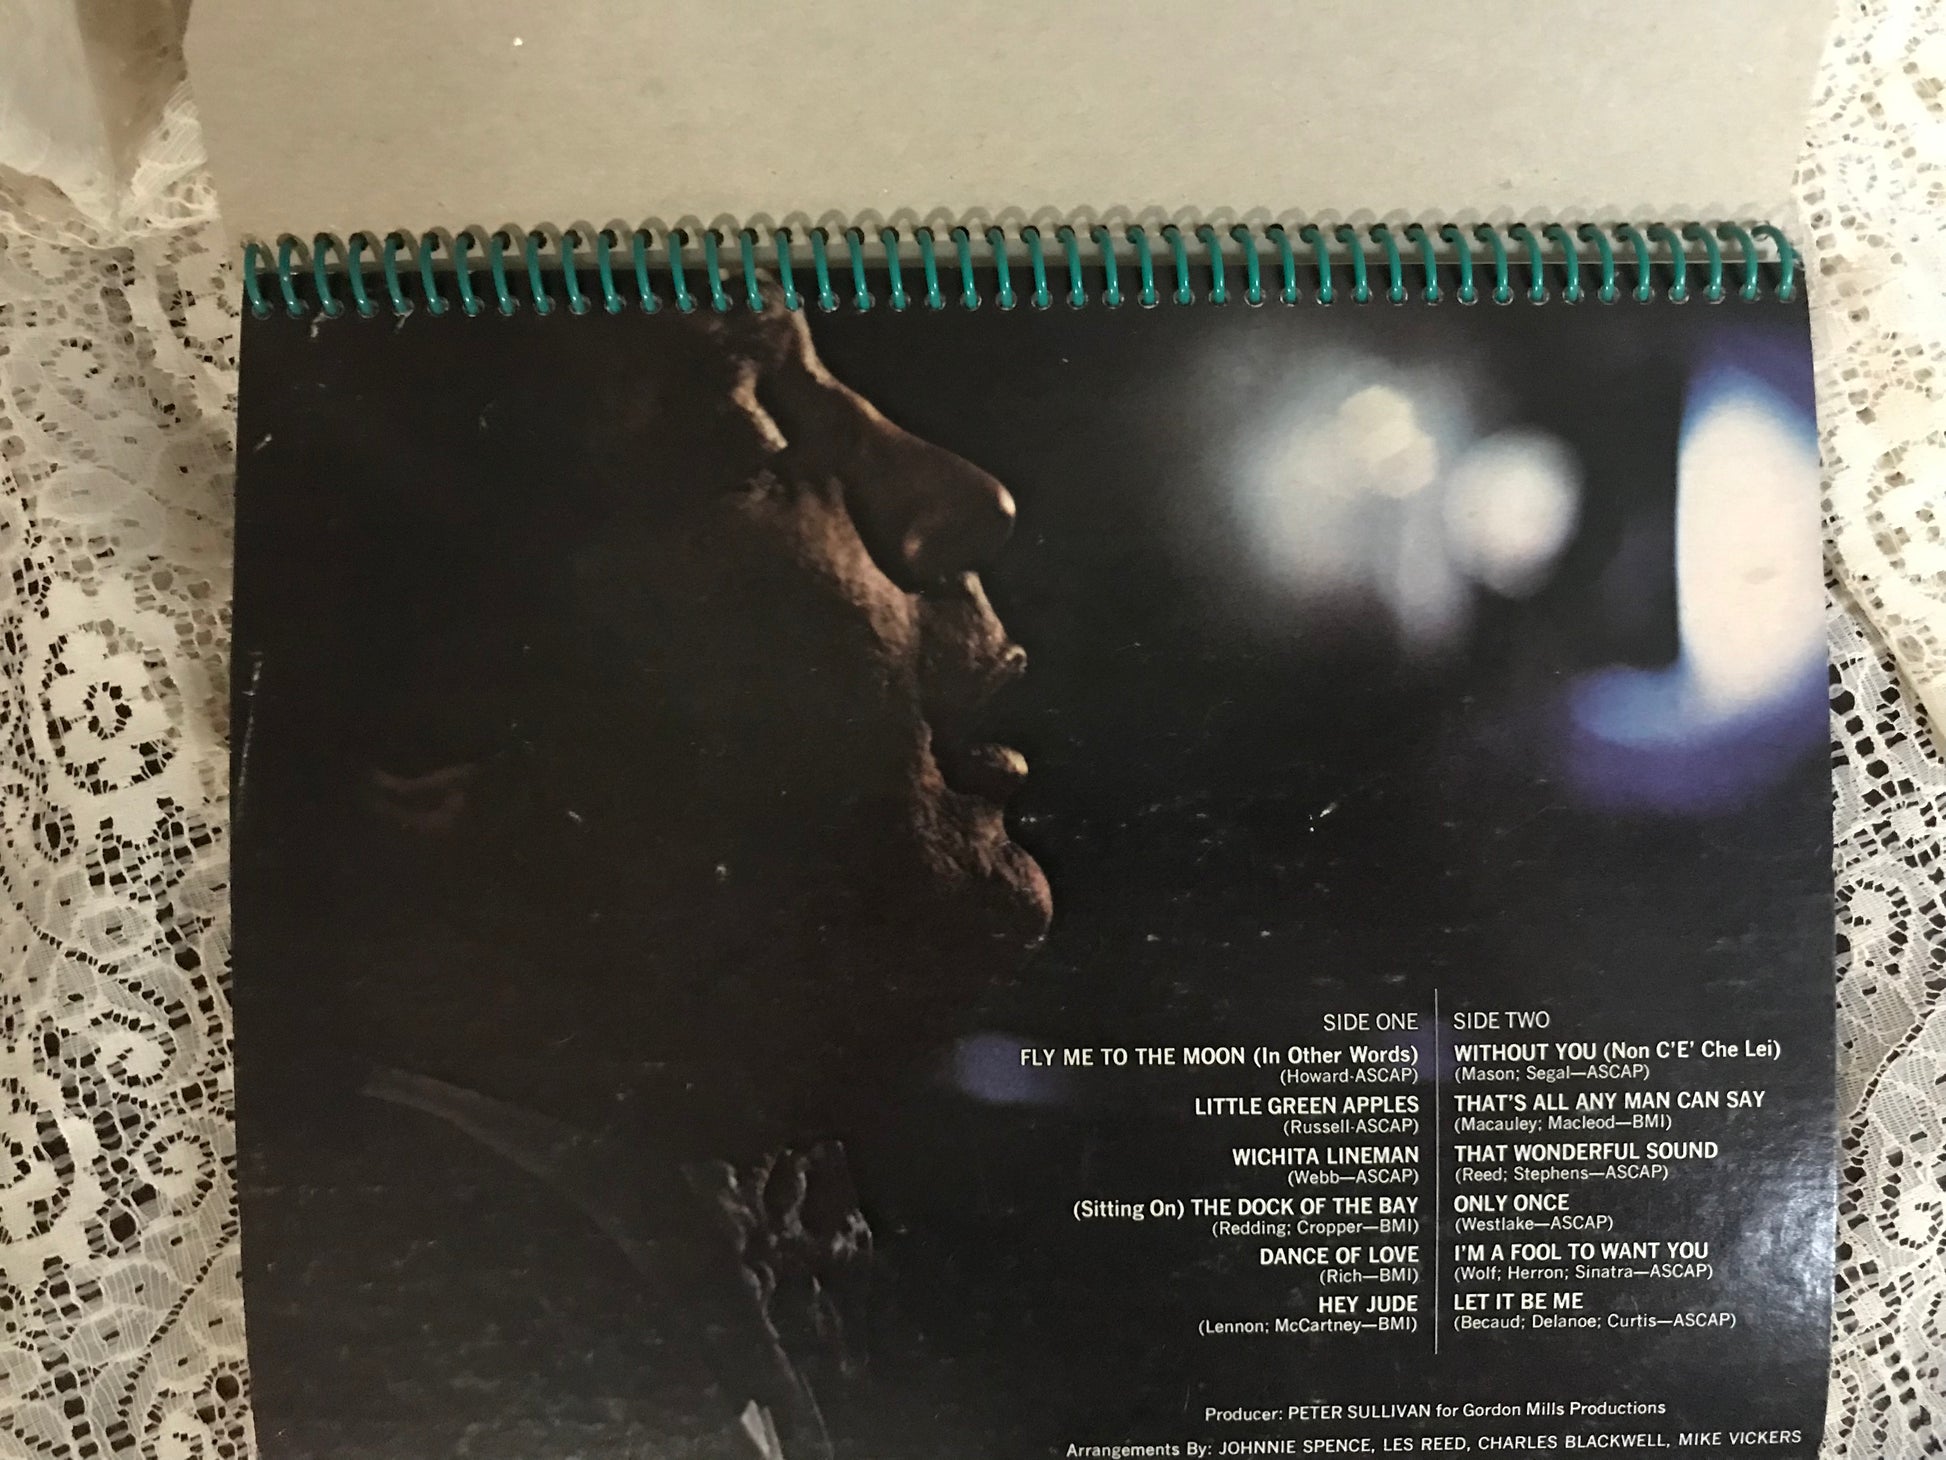 SIDE ONE
FLY ME TO THE MOON (In Other Words)
(Howard-ASCAP)
LITTLE GREEN APPLES
(Russell-ASCAP)
WICHITA LINEMAN
(Webb—ASCAP)
(Sitting On) THE DOCK OF THE BAY
(Redding; Cropper—BMI)
DANCE OF LOVE
(Rich—BMI)
HEY JUDE
(Lennon; McCartney—BMI)
SIDE TWO
WITHOUT YOU (Non C'E' Che Lei)
(Mason; Segal—ASCAP)
THAT'S ALL ANY MAN CAN SAY
(Macauley; Macleod—BMI)
THAT WONDERFUL SOUND
(Reed; Stephens—ASCAP)
ONLY ONCE
(Westlake—ASCAP)
I'M A FOOL TO WANT YOU
(Wolf; Herron; Sinatra—ASCAP)
LET IT BE ME
(Becaud; Delanoe; Curtis—ASCAP)
Producer: PETER SULLIVAN for Gordon Mills Productions
Arrangements By: JOHNNIE SPENCE, LES REED, CHARLES BLACKWELL, MIKE VICKERS